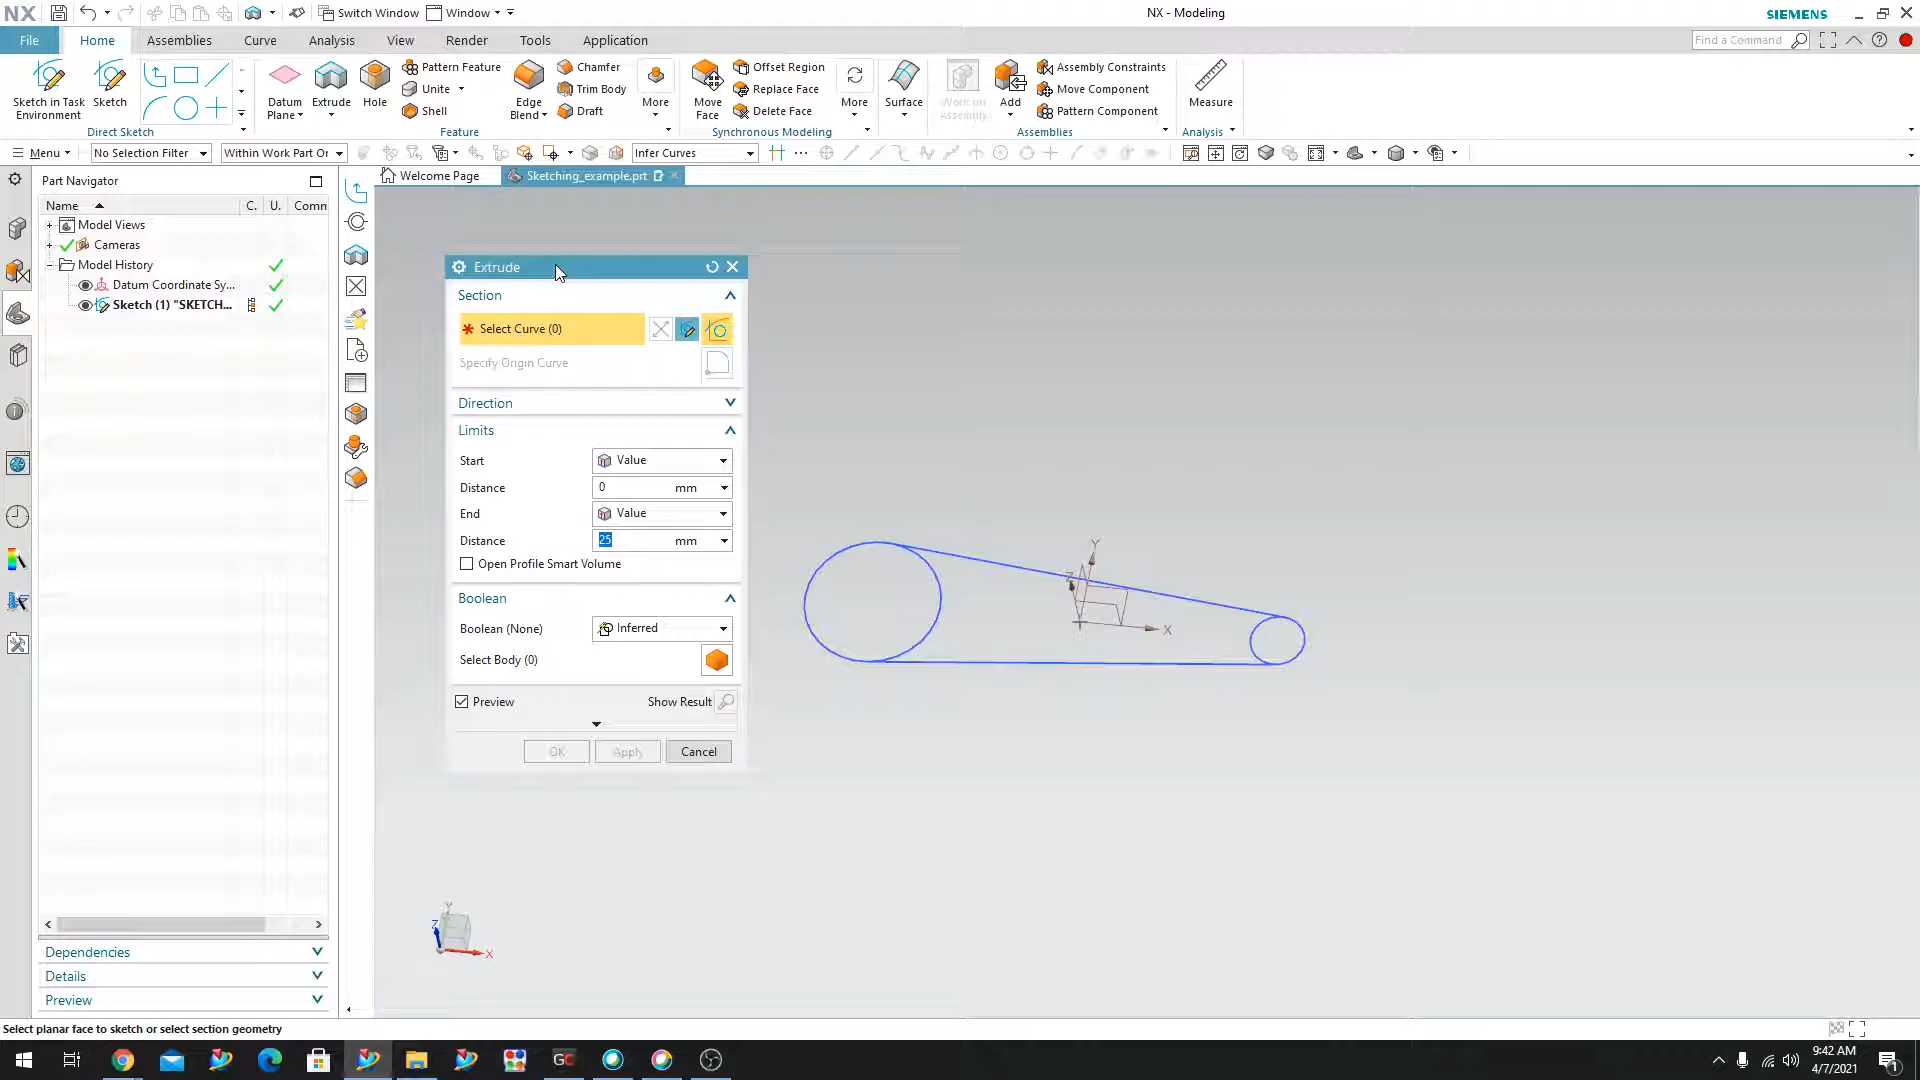 NX
Switch Window
Window
NX - Modeling
SIEMENS
File
Home
Assemblies
Curve
Analysis
View
Render
Tools
Application
Find a Command
Sketch in Task
Environment
Sketch
Direct Sketch
Datum
Plane
Extrude
Hole
Pattern Feature
Unite
Shell
Edge
Blend
Chamfer
Trim Body
Draft
More
Feature
Move
Face
Offset Region
Replace Face
Delete Face
More
Synchronous Modeling
Surface
Work on
Assembly
Add
Assembly Constraints
Move Component
Pattern Component
Assemblies
Measure
Analysis
Menu
No Selection Filter
Within Work Part Or
Infer Curves
Part Navigator
Welcome Page
Sketching_example.prt
Name
C.
U.
Comm
Model Views
Cameras
Model History
Datum Coordinate Sy...
Sketch (1) "SKETCH...
Extrude
Section
* Select Curve (0)
Specify Origin Curve
Direction
Limits
Start
Value
Distance
0 mm
End
Value
Distance
25 mm
Open Profile Smart Volume
Boolean
Boolean (None)
Inferred
Select Body (0)
Preview
Show Result
OK
Apply
Cancel
Y
Z
X
Y
Z
X
Dependencies
Details
Preview
Select planar face to sketch or select section geometry
GC
9:42 AM
4/7/2021
1